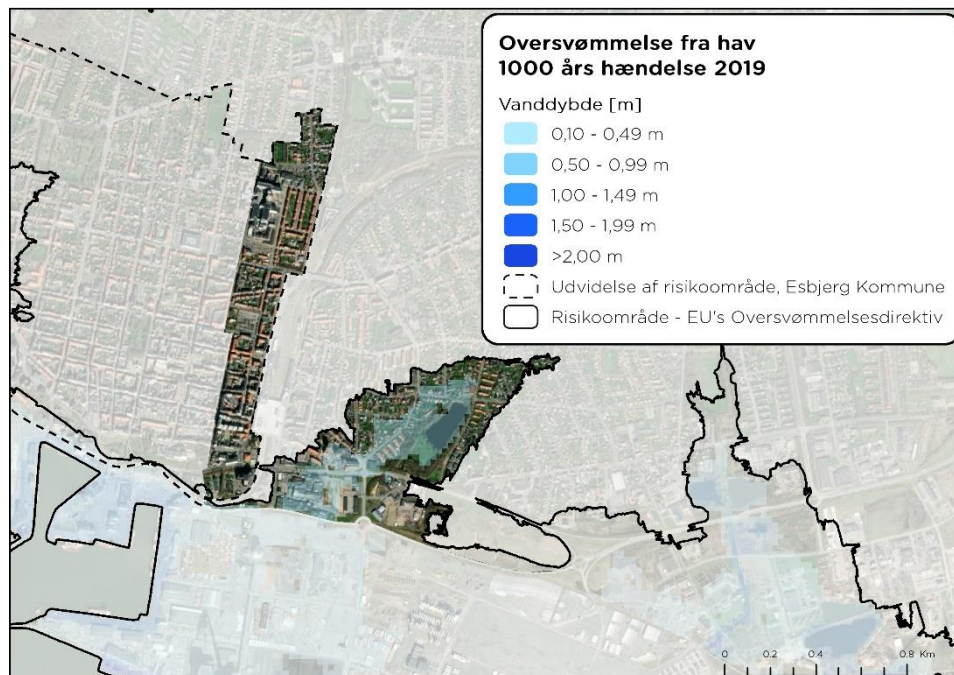 Oversvømmelse fra hav
1000 års hændelse 2019
Vanddybde [m]
0,10 - 0,49 m
0,50 - 0,99 m
1,00 - 1,49 m
1,50 - 1,99 m
>2,00 m
Udvidelse af risikoområde, Esbjerg Kommune
Risikoområde - EU's Oversvømmelsesdirektiv
0 0.2 0.4 0.8 Km